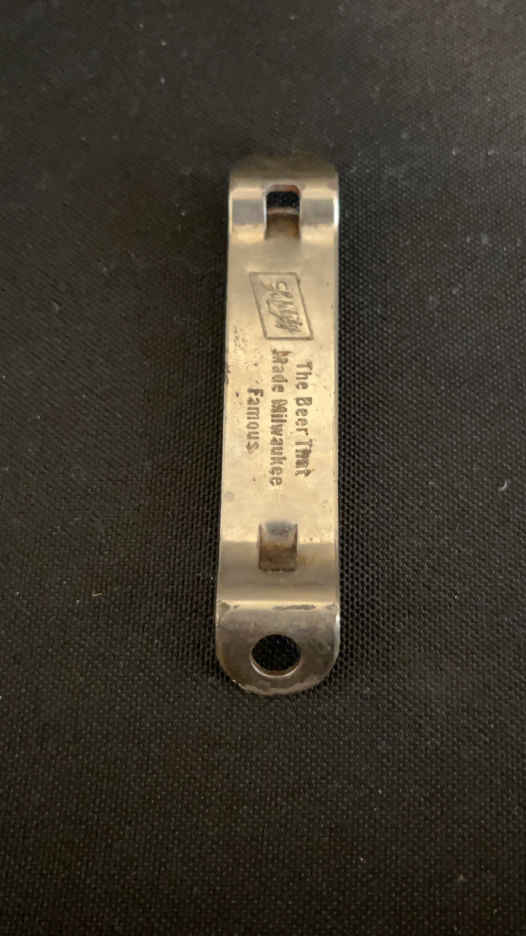 Schlitz
The Beer That
Made Milwaukee
Famous